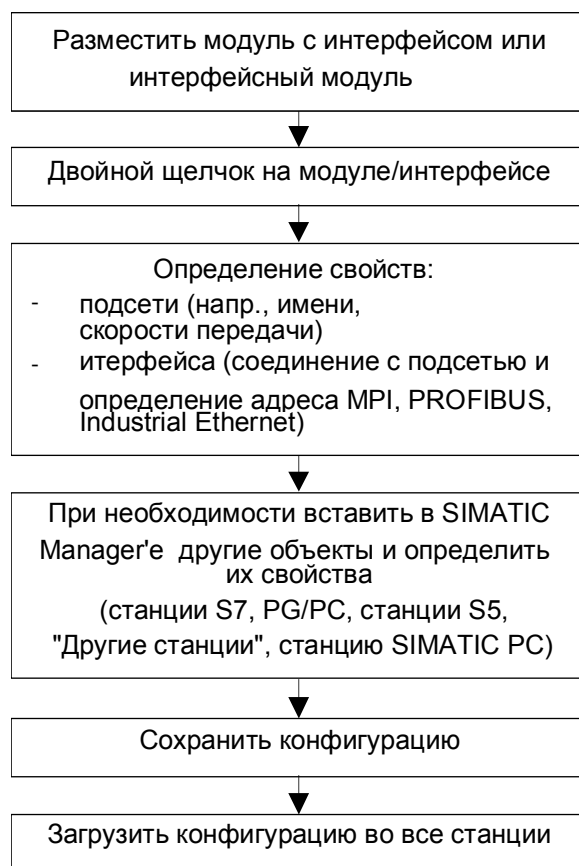 Разместить модуль с интерфейсом или
интерфейсный модуль
Двойной щелчок на модуле/интерфейсе
Определение свойств:
- подсети (напр., имени,
скорости передачи)
- итерфейса (соединение с подсетью и
определение адреса MPI, PROFIBUS,
Industrial Ethernet)
При необходимости вставить в SIMATIC
Manager'е другие объекты и определить
их свойства
(станции S7, PG/PC, станции S5,
"Другие станции", станцию SIMATIC PC)
Сохранить конфигурацию
Загрузить конфигурацию во все станции